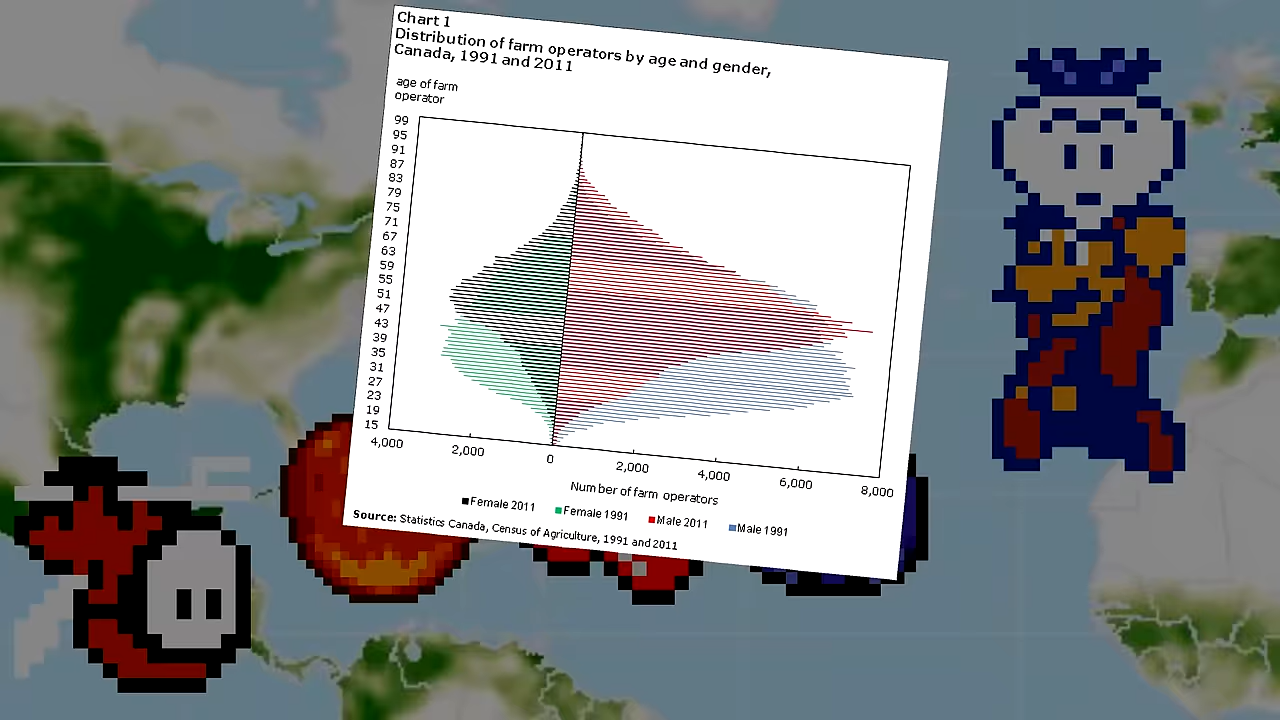 Chart 1
Distribution of farm operators by age and gender,
Canada, 1991 and 2011
age of farm
operator
99
95
91
87
83
79
75
71
67
63
59
55
51
47
43
39
35
31
27
23
19
15
4,000 2,000 0 2,000 4,000 6,000 8,000
Number of farm operators
Female 2011 Female 1991 Male 2011 Male 1991
Source: Statistics Canada, Census of Agriculture, 1991 and 2011